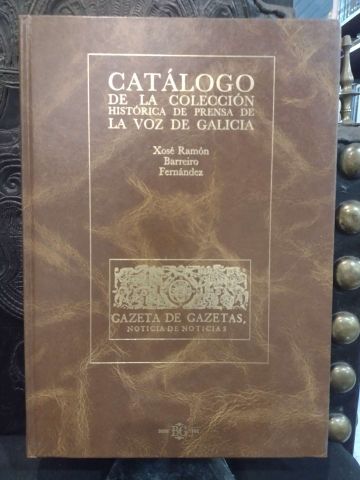 CATÁLOGO
DE LA COLECCIÓN
HISTÓRICA DE PRENSA DE
LA VOZ DE GALICIA
Xosé Ramón
Barreiro
Fernández
GAZETA DE GAZETAS,
NOTICIA DE NOTICIAS
BG